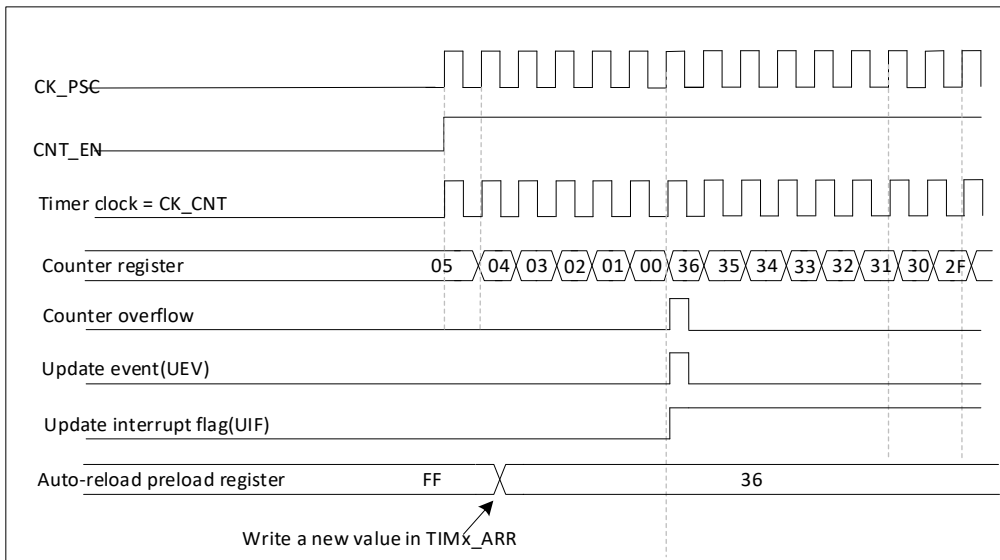 CK_PSC
CNT_EN
Timer clock = CK_CNT
Counter register 05 04 03 02 01 00 36 35 34 33 32 31 30 2F
Counter overflow
Update event(UEV)
Update interrupt flag(UIF)
Auto-reload preload register FF 36
Write a new value in TIMx_ARR